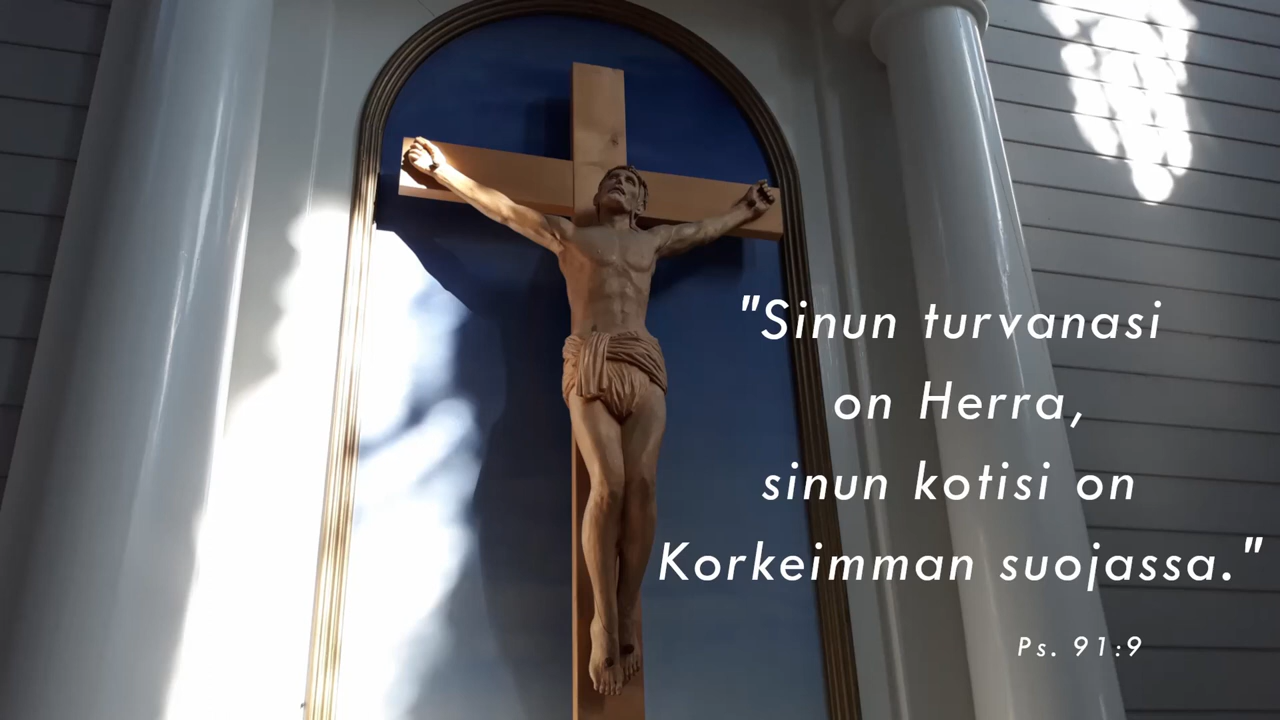 "Sinun turvanasi
on Herra,
sinun kotisi on
Korkeimman suojassa."
Ps. 91:9